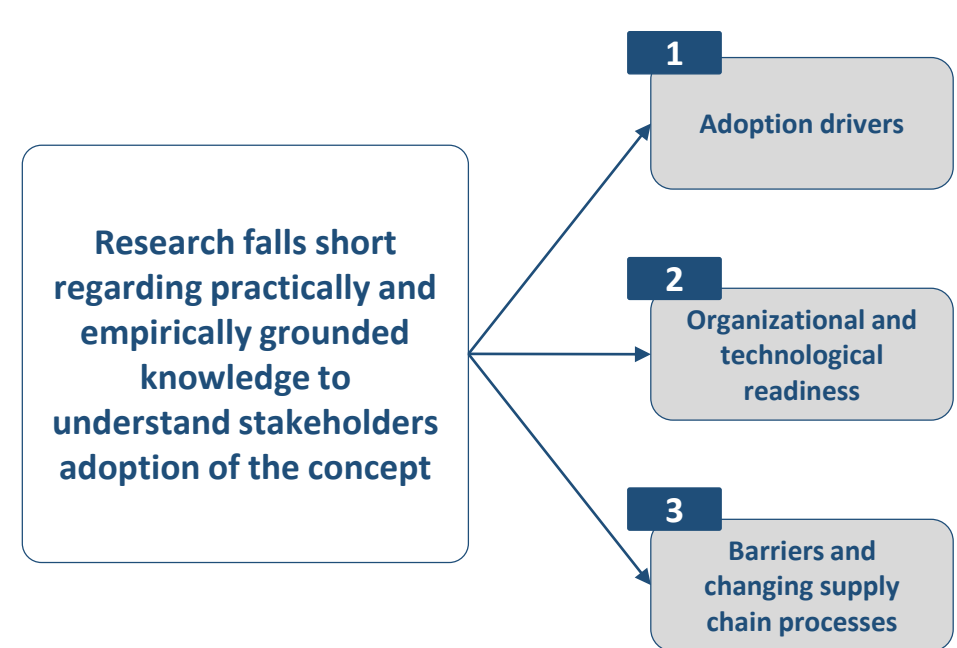 Research falls short
regarding practically and
empirically grounded
knowledge to
understand stakeholders
adoption of the concept
1
Adoption drivers
2
Organizational and
technological
readiness
3
Barriers and
changing supply
chain processes